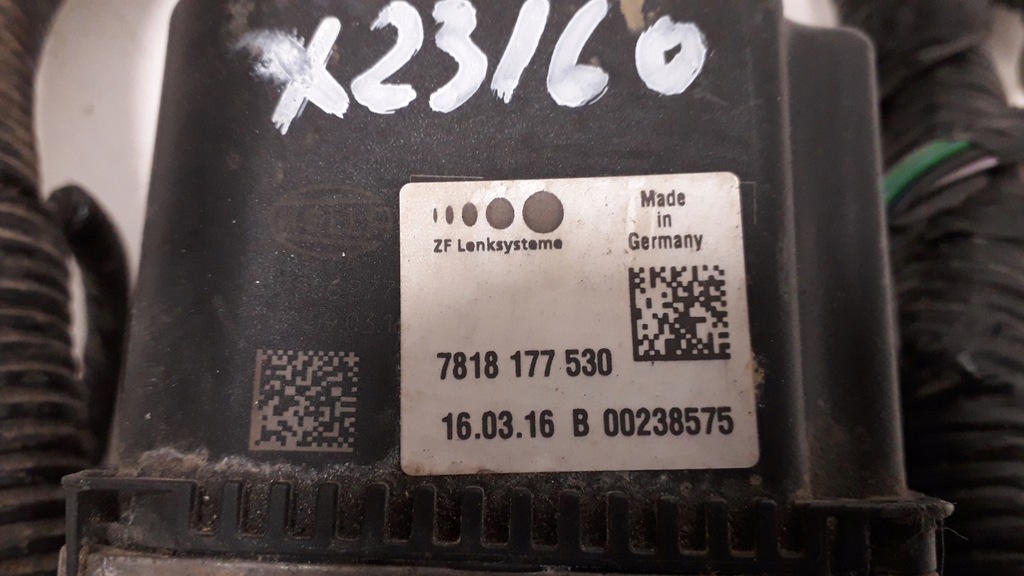 X23160
ZF Lenksysteme
Made
in
Germany
7818 177 530
16.03.16 B 00238575